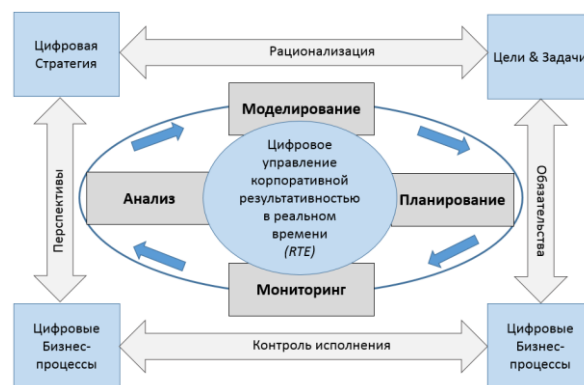 Цифровая
Стратегия
Рационализация
Цели & Задачи
Моделирование
Цифровое
управление
корпоративной
результативностью
в реальном
времени
(RTE)
Анализ
Планирование
Мониторинг
Перспективы
Обязательства
Цифровые
Бизнес-
процессы
Контроль исполнения
Цифровые
Бизнес-
процессы